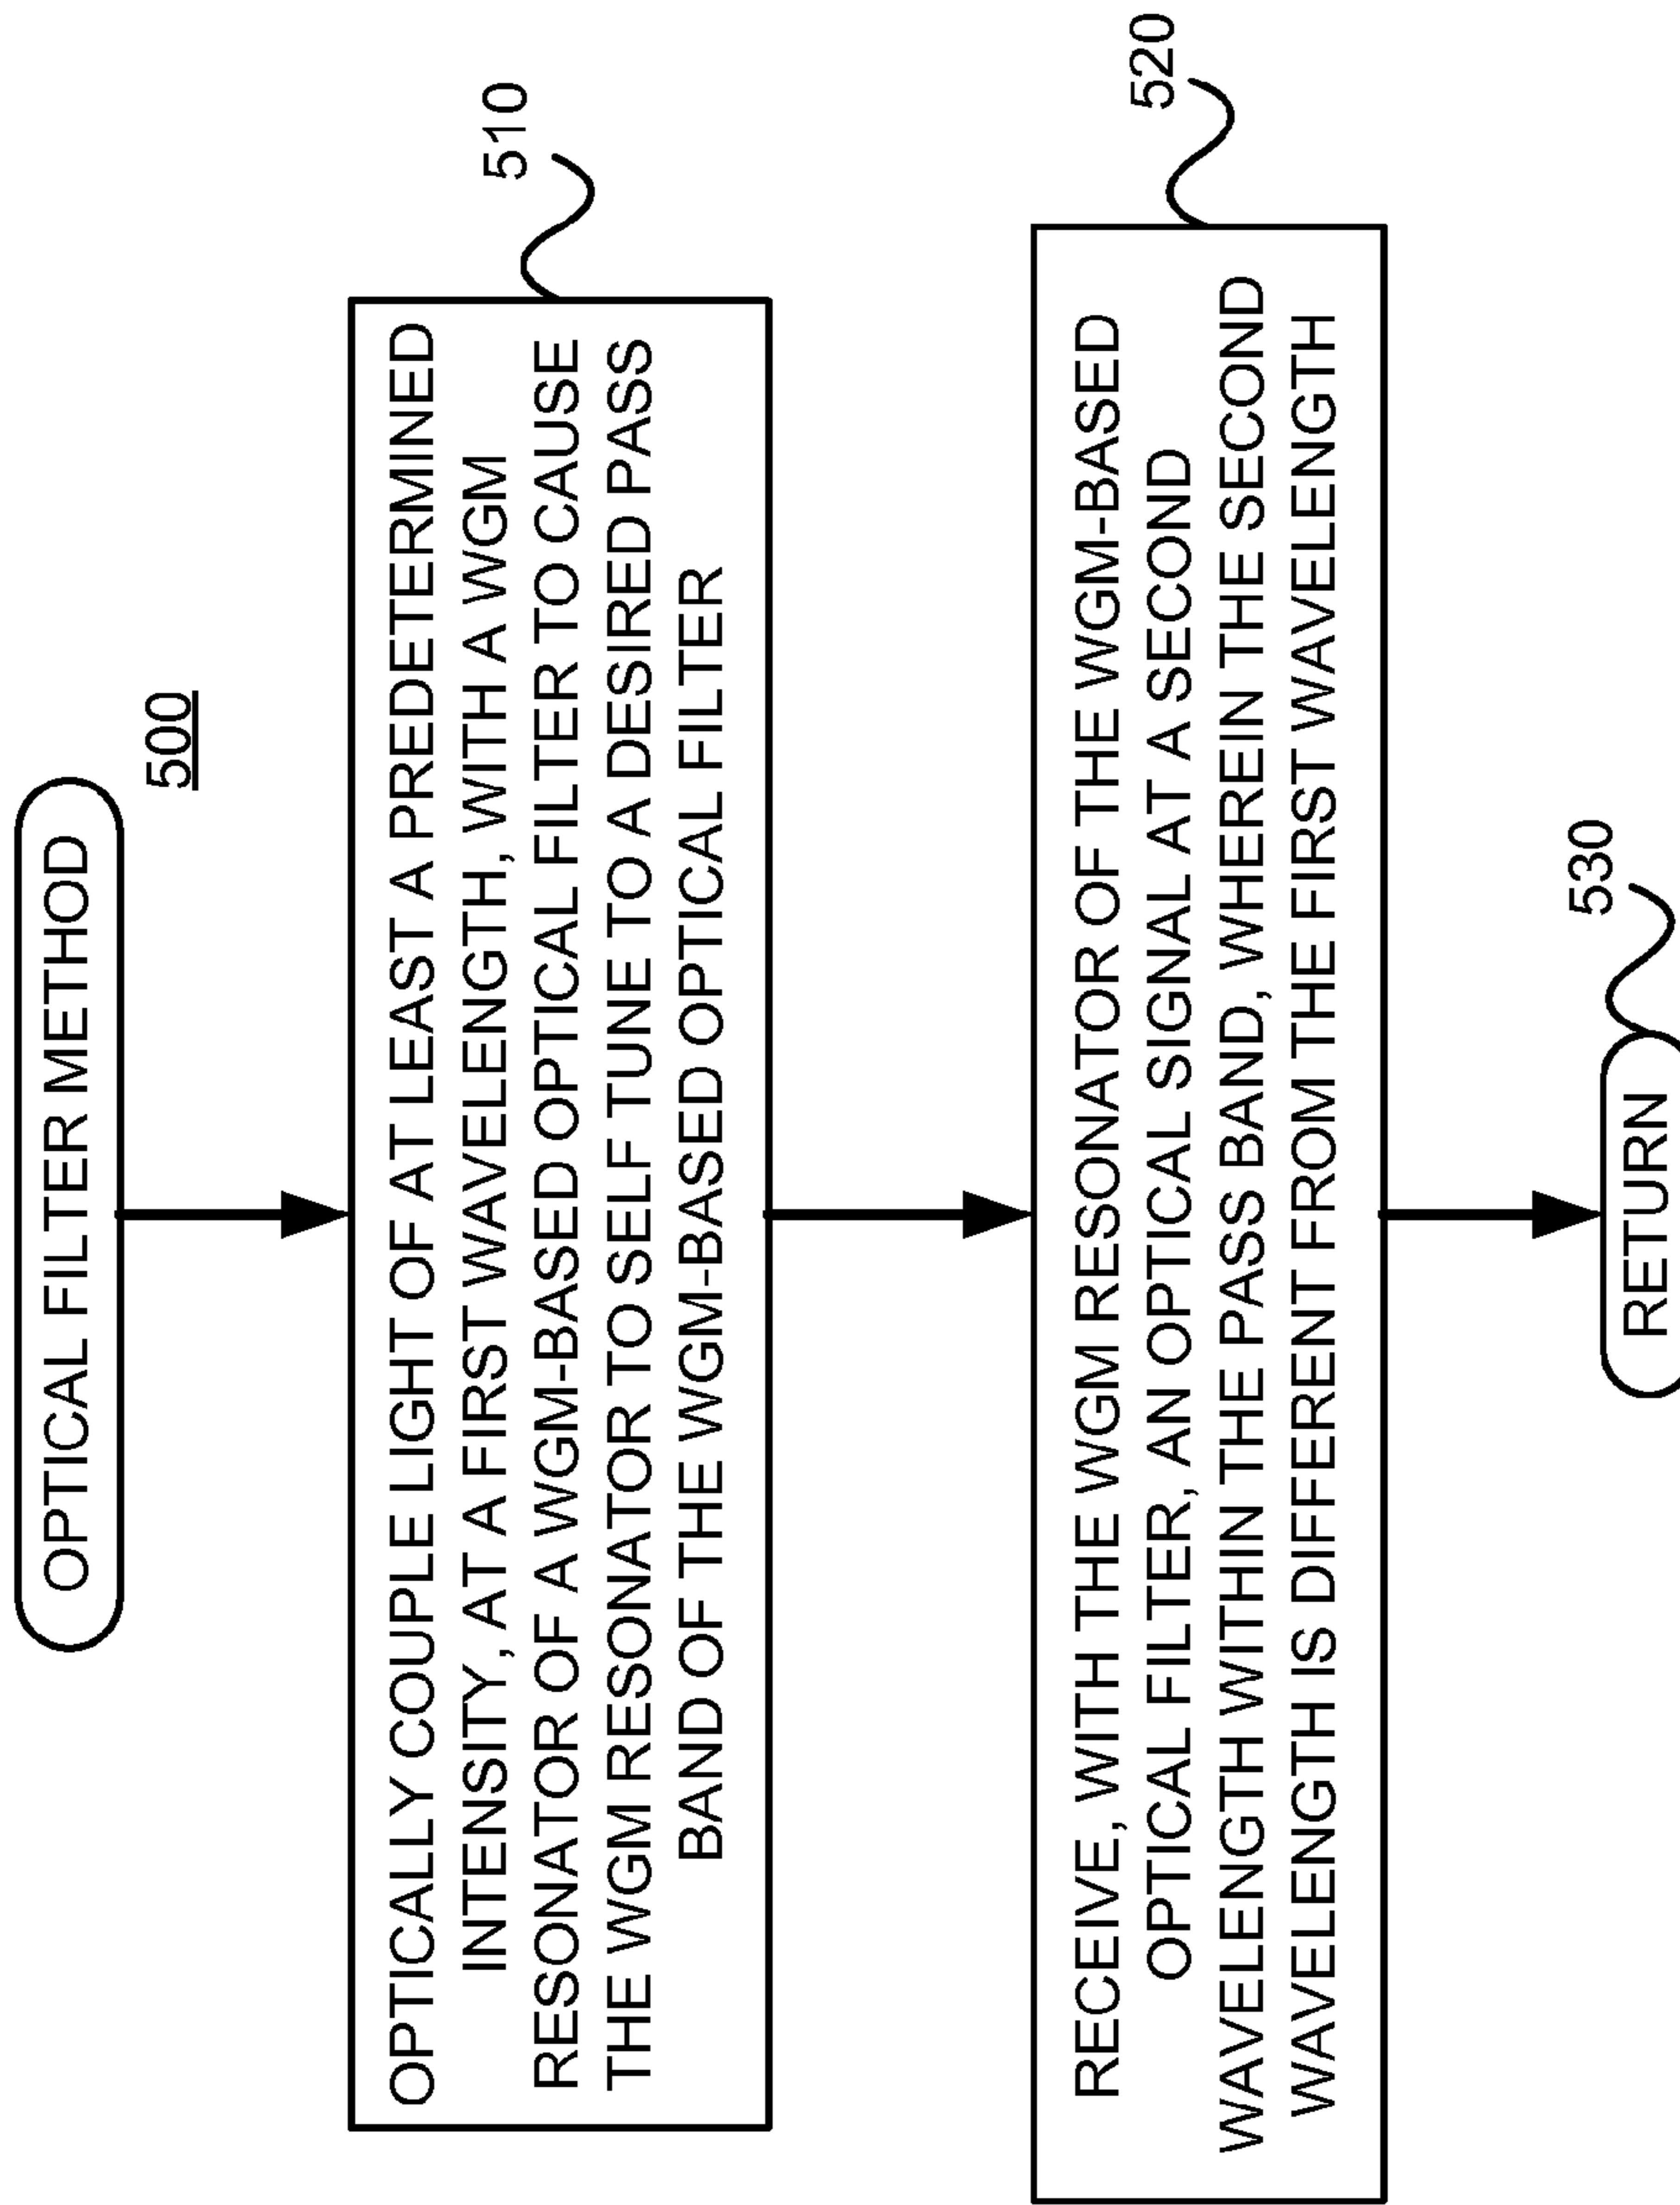 OPTICAL FILTER METHOD
500
510
OPTICALLY COUPLE LIGHT OF AT LEAST A PREDETERMINED
INTENSITY, AT A FIRST WAVELENGTH, WITH A WGM
RESONATOR OF A WGM-BASED OPTICAL FILTER TO CAUSE
THE WGM RESONATOR TO SELF TUNE TO A DESIRED PASS
BAND OF THE WGM-BASED OPTICAL FILTER
520
RECEIVE, WITH THE WGM RESONATOR OF THE WGM-BASED
OPTICAL FILTER, AN OPTICAL SIGNAL AT A SECOND
WAVELENGTH WITHIN THE PASS BAND, WHEREIN THE SECOND
WAVELENGTH IS DIFFERENT FROM THE FIRST WAVELENGTH
530
RETURN